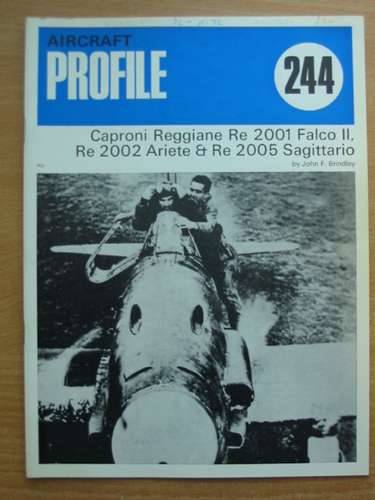 AIRCRAFT
PROFILE
244
Caproni Reggiane Re 2001 Falco II,
Re 2002 Ariete & Re 2005 Sagittario
by John F. Brindley